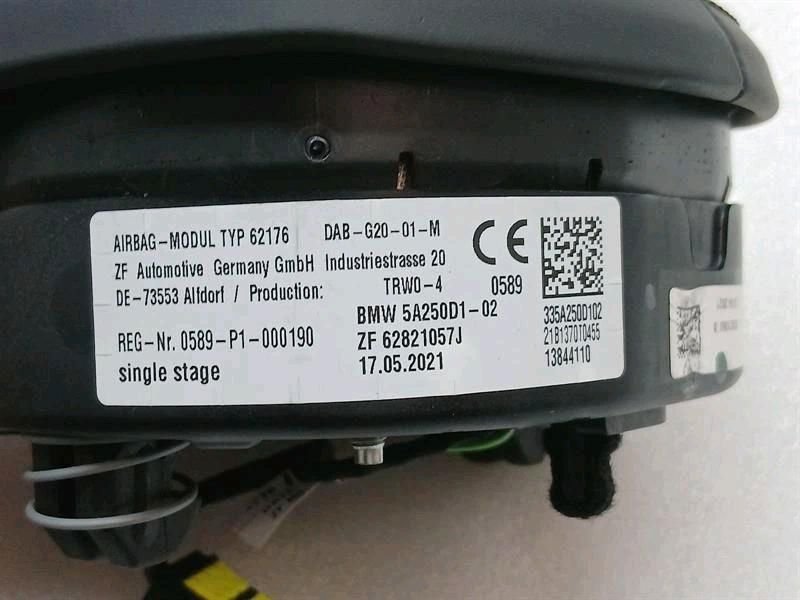 AIRBAG-MODUL TYP 62176 DAB-G20-01-M
ZF Automotive Germany GmbH Industriestrasse 20
DE-73553 Alfdorf / Production: TRW0-4
CE 0589
BMW 5A250D1-02
REG-Nr. 0589-P1-000190 ZF 62821057J
single stage 17.05.2021
335A250D102
21B1370T0455
13844110